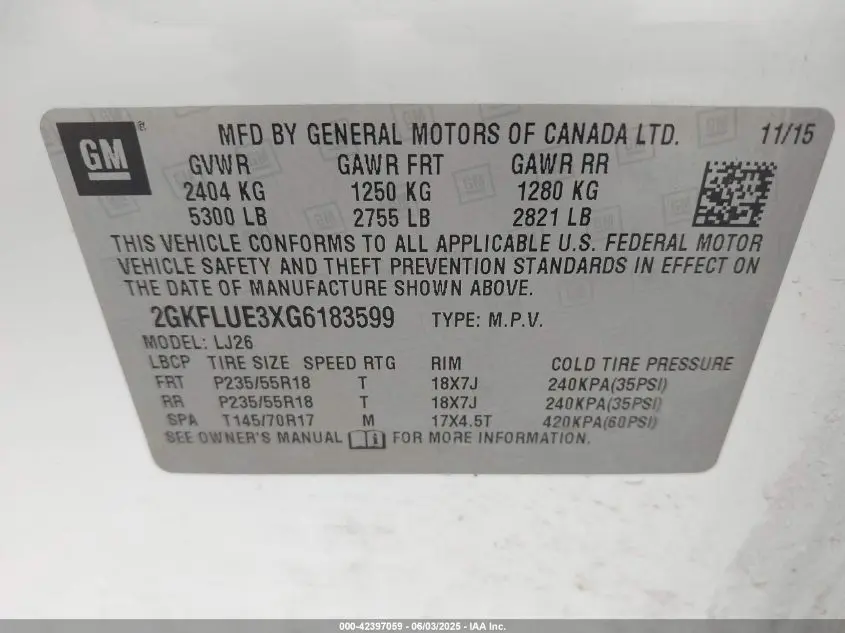 GM® MFD BY GENERAL MOTORS OF CANADA LTD. 11/15
GVWR GAWR FRT GAWR RR
2404 KG 1250 KG 1280 KG
5300 LB 2755 LB 2821 LB
THIS VEHICLE CONFORMS TO ALL APPLICABLE U.S. FEDERAL MOTOR
VEHICLE SAFETY AND THEFT PREVENTION STANDARDS IN EFFECT ON
THE DATE OF MANUFACTURE SHOWN ABOVE.
2GKFLUE3XG6183599 TYPE: M.P.V.
MODEL: LJ26
LBCP TIRE SIZE SPEED RTG RIM COLD TIRE PRESSURE
FRT P235/55R18 T 18X7J 240KPA(35PSI)
RR P235/55R18 T 18X7J 240KPA(35PSI)
SPA T145/70R17 M 17X4.5T 420KPA(60PSI)
SEE OWNER'S MANUAL FOR MORE INFORMATION.
000-42397059 - 06/03/2025 - IAA Inc.